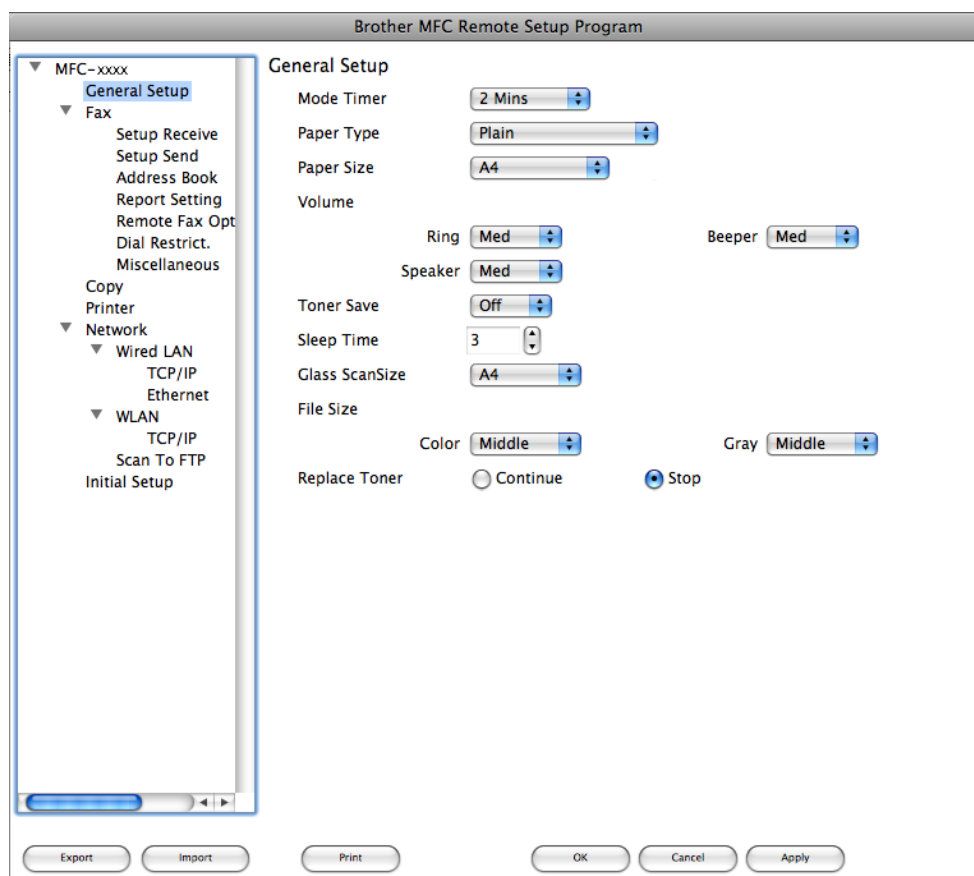 Brother MFC Remote Setup Program
MFC-xxxx
General Setup
Fax
Setup Receive
Setup Send
Address Book
Report Setting
Remote Fax Opt
Dial Restrict.
Miscellaneous
Copy
Printer
Network
Wired LAN
TCP/IP
Ethernet
WLAN
TCP/IP
Scan To FTP
Initial Setup
General Setup
Mode Timer 2 Mins
Paper Type Plain
Paper Size A4
Volume
Ring Med Beeper Med
Speaker Med
Toner Save Off
Sleep Time 3
Glass ScanSize A4
File Size
Color Middle Gray Middle
Replace Toner Continue Stop
Export Import Print OK Cancel Apply